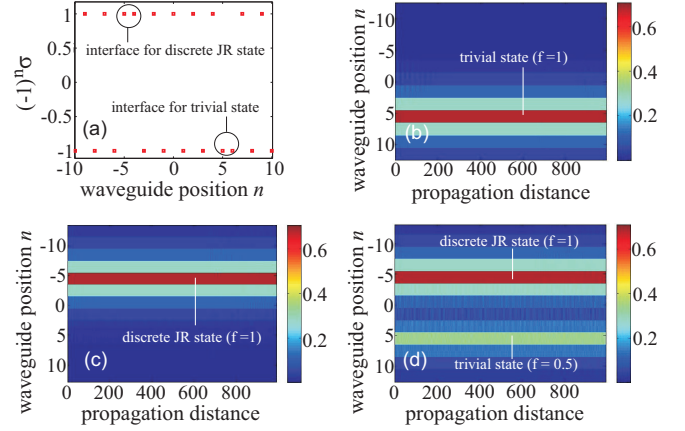 1
0.5
0
-0.5
-1
(-1)ⁿσ
interface for discrete JR state
interface for trivial state
(a)
-10 -5 0 5 10
waveguide position n
-10
-5
0
5
10
waveguide position n
trivial state (f =1)
(b)
0 200 400 600 800
propagation distance
0.6
0.4
0.2
-10
-5
0
5
10
waveguide position n
discrete JR state (f =1)
(c)
0 200 400 600 800
propagation distance
0.6
0.4
0.2
-10
-5
0
5
10
waveguide position n
discrete JR state (f =1)
trivial state (f = 0.5)
(d)
0 200 400 600 800
propagation distance
0.6
0.4
0.2